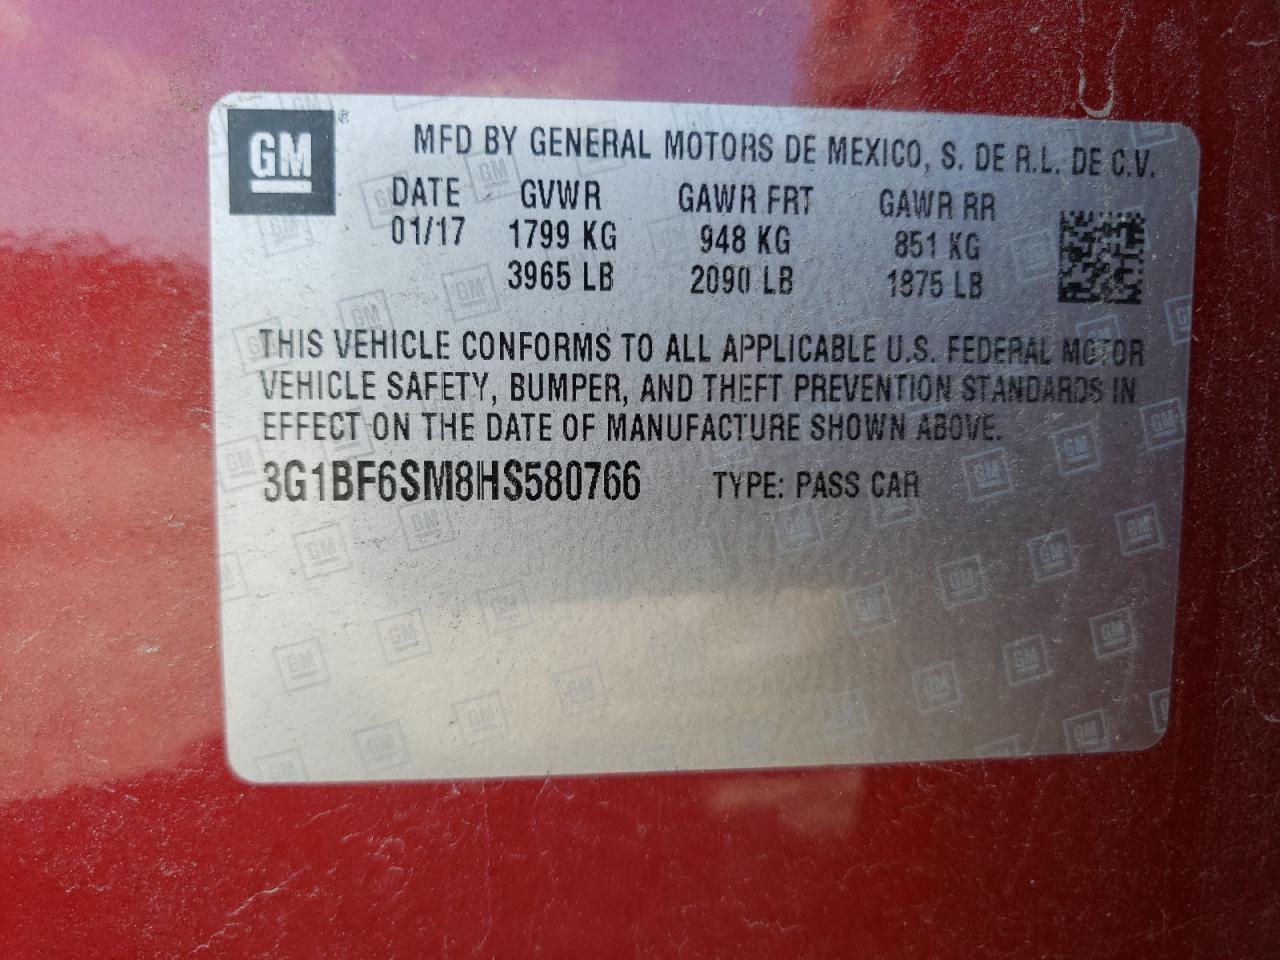 GM®
MFD BY GENERAL MOTORS DE MEXICO, S. DE R.L. DE C.V.
DATE GVWR GAWR FRT GAWR RR
01/17 1799 KG 948 KG 851 KG
3965 LB 2090 LB 1875 LB
THIS VEHICLE CONFORMS TO ALL APPLICABLE U.S. FEDERAL MOTOR
VEHICLE SAFETY, BUMPER, AND THEFT PREVENTION STANDARDS IN
EFFECT ON THE DATE OF MANUFACTURE SHOWN ABOVE.
3G1BF6SM8HS580766 TYPE: PASS CAR